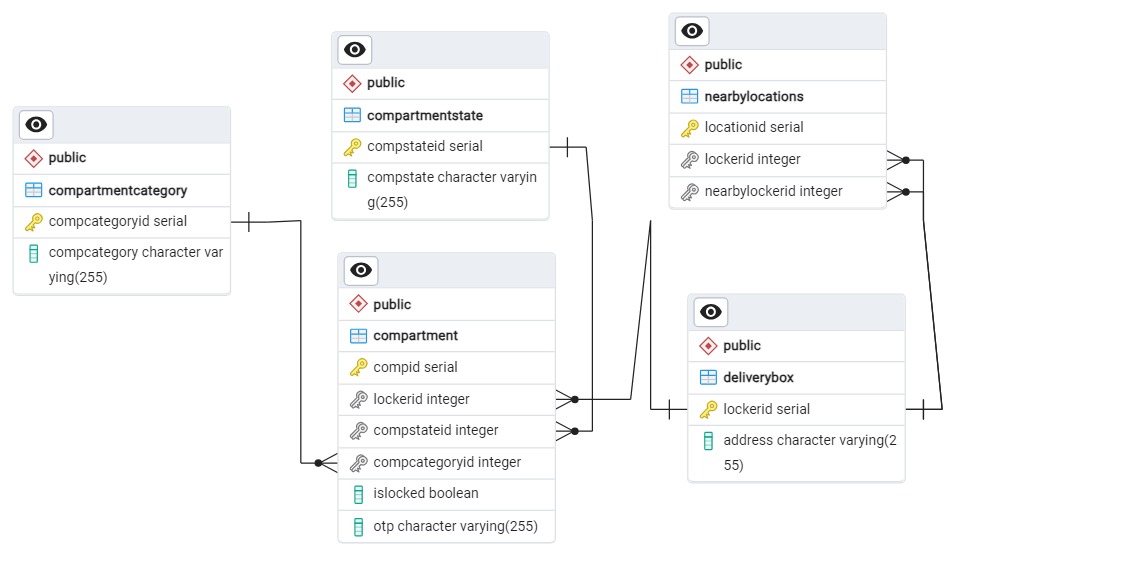 public
compartmentcategory
compcategoryid serial
compcategory character var
ying(255)
public
compartmentstate
compstateid serial
compstate character varyin
g(255)
public
compartment
compid serial
lockerid integer
compstateid integer
compcategoryid integer
islocked boolean
otp character varying(255)
public
nearbylocations
locationid serial
lockerid integer
nearbylockerid integer
public
deliverybox
lockerid serial
address character varying(2
55)